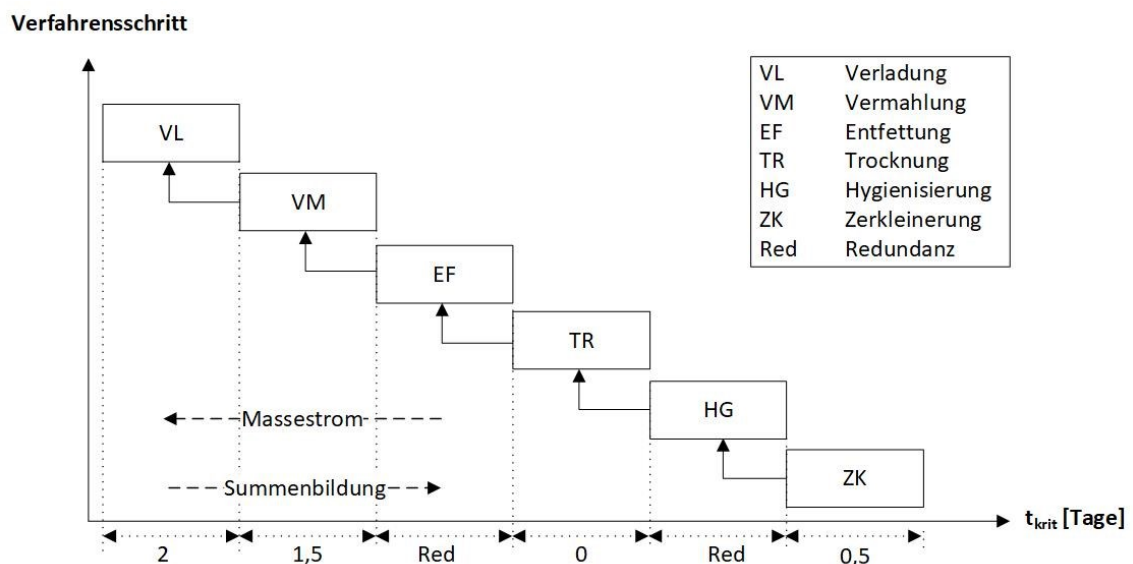 Verfahrensschritt
VL Verladung
VM Vermahlung
EF Entfettung
TR Trocknung
HG Hygienisierung
ZK Zerkleinerung
Red Redundanz
VL
VM
EF
TR
HG
ZK
Massestrom
Summenbildung
t_krit [Tage]
2 1,5 Red 0 Red 0,5